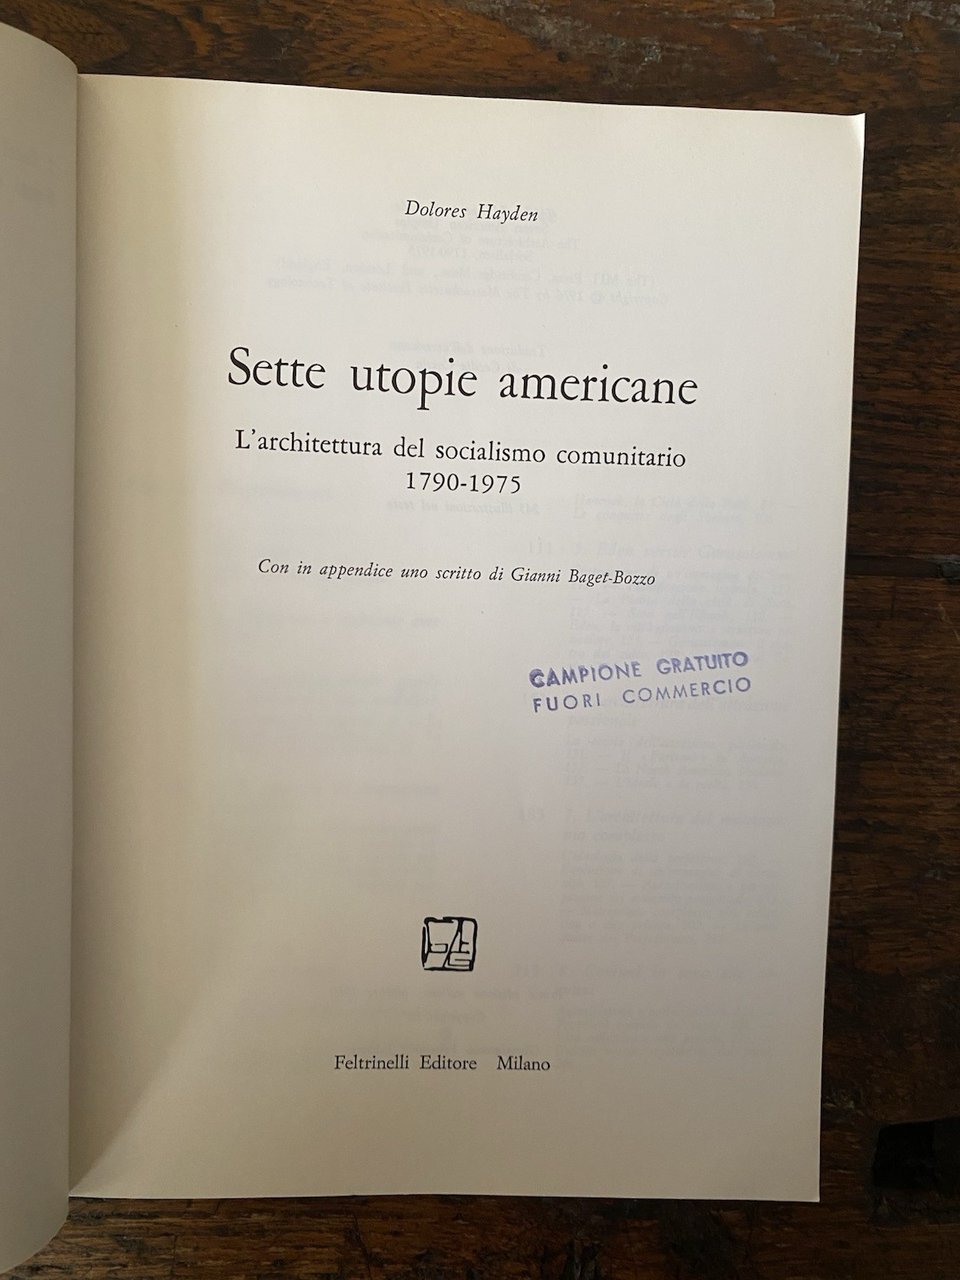 Dolores Hayden
Sette utopie americane
L'architettura del socialismo comunitario
1790-1975
Con in appendice uno scritto di Gianni Baget-Bozzo
CAMPIONE GRATUITO
FUORI COMMERCIO
Feltrinelli Editore Milano